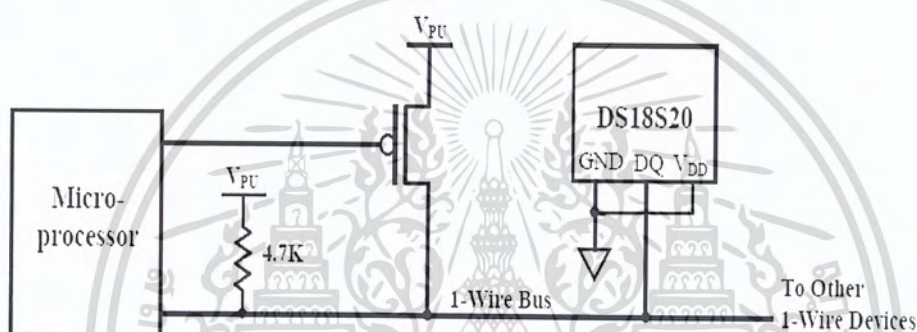 V_PU
DS18S20
GND DQ V_DD
Micro-
processor
V_PU
4.7K
1-Wire Bus
To Other
1-Wire Devices